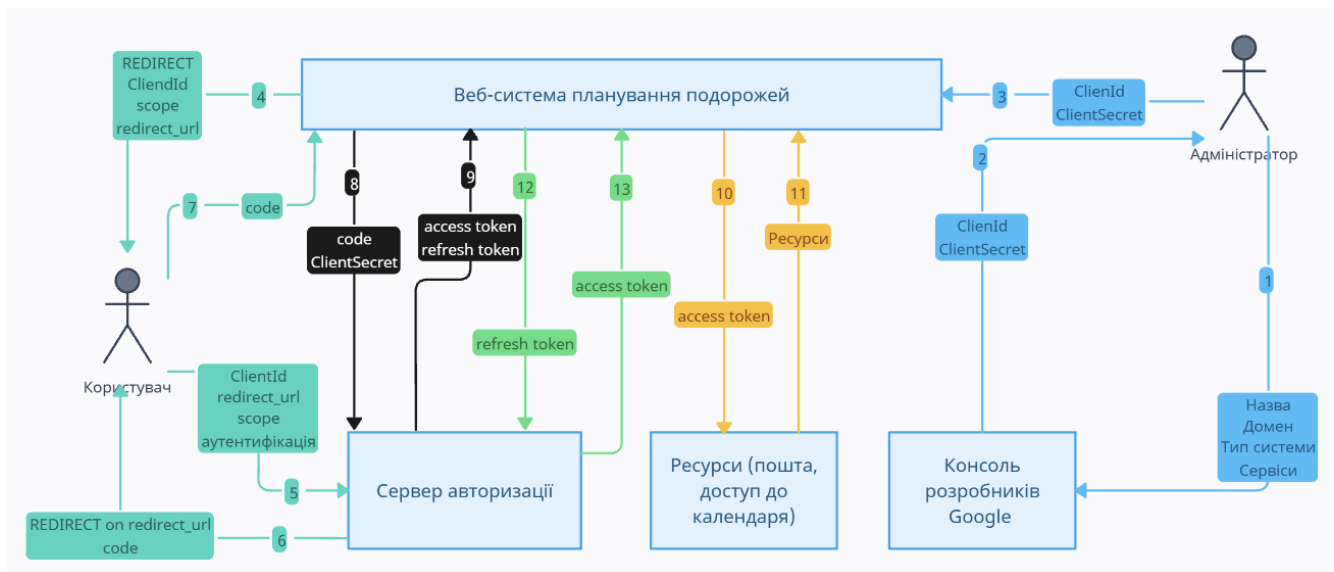 REDIRECT
CliendId
scope
redirect_url
4
Веб-система планування подорожей
3
ClienId
ClientSecret
Адміністратор
2
7
code
8
9
12
13
10
11
code
ClientSecret
access token
refresh token
Ресурси
ClienId
ClientSecret
1
access token
access token
refresh token
Користувач
ClientId
redirect_url
scope
аутентифікація
5
Назва
Домен
Тип системи
Сервіси
Сервер авторизації
Ресурси (пошта,
доступ до
календаря)
Консоль
розробників
Google
REDIRECT on redirect_url
code
6